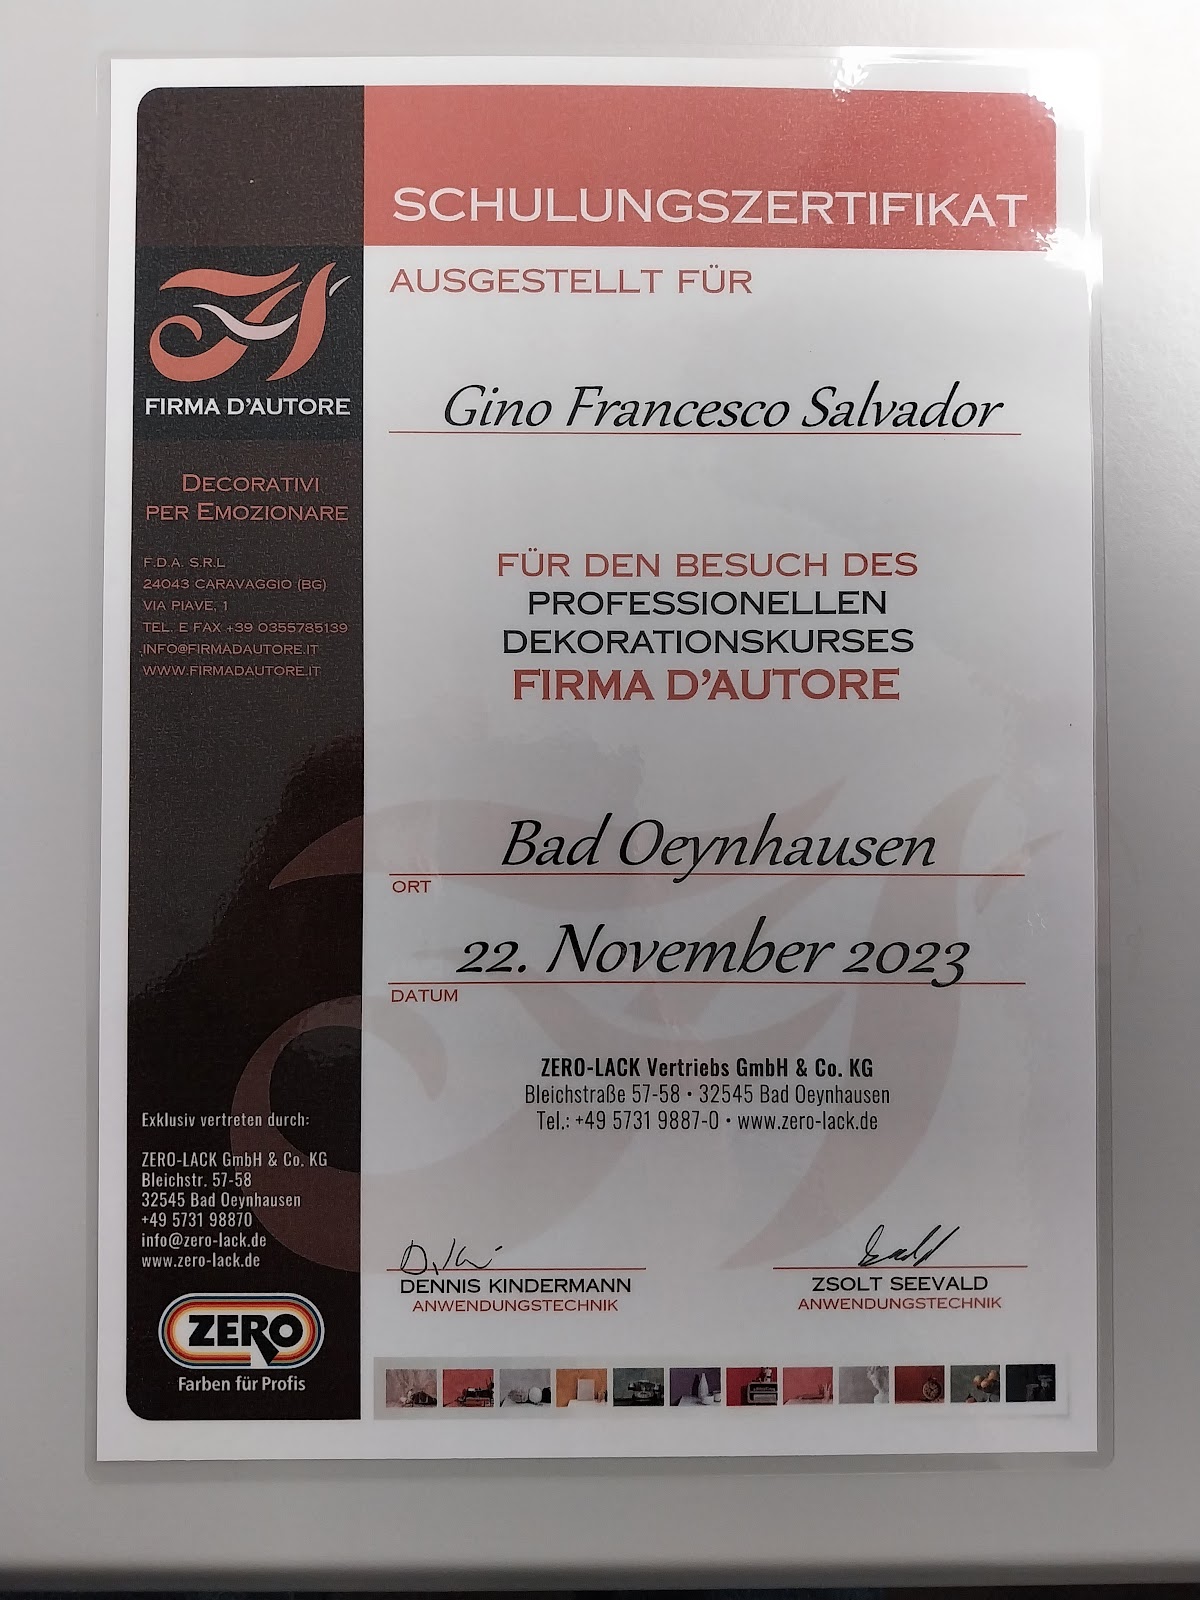 SCHULUNGSZERTIFIKAT
AUSGESTELLT FÜR
Gino Francesco Salvador
FÜR DEN BESUCH DES
PROFESSIONELLEN
DEKORATIONSKURSES
FIRMA D'AUTORE
Bad Oeynhausen
ORT
22. November 2023
DATUM
ZERO-LACK Vertriebs GmbH & Co. KG
Bleichstraße 57-58 • 32545 Bad Oeynhausen
Tel.: +49 5731 9887-0 • www.zero-lack.de
DENNIS KINDERMANN
ANWENDUNGSTECHNIK
ZSOLT SEEVALD
ANWENDUNGSTECHNIK
FIRMA D'AUTORE
DECORATIVI
PER EMOZIONARE
F.D.A. S.R.L
24043 CARAVAGGIO (BG)
VIA PIAVE, 1
TEL. E FAX +39 0355785139
INFO@FIRMADAUTORE.IT
WWW.FIRMADAUTORE.IT
Exklusiv vertreten durch:
ZERO-LACK GmbH & Co. KG
Bleichstr. 57-58
32545 Bad Oeynhausen
+49 5731 98870
info@zero-lack.de
www.zero-lack.de
ZERO
Farben für Profis